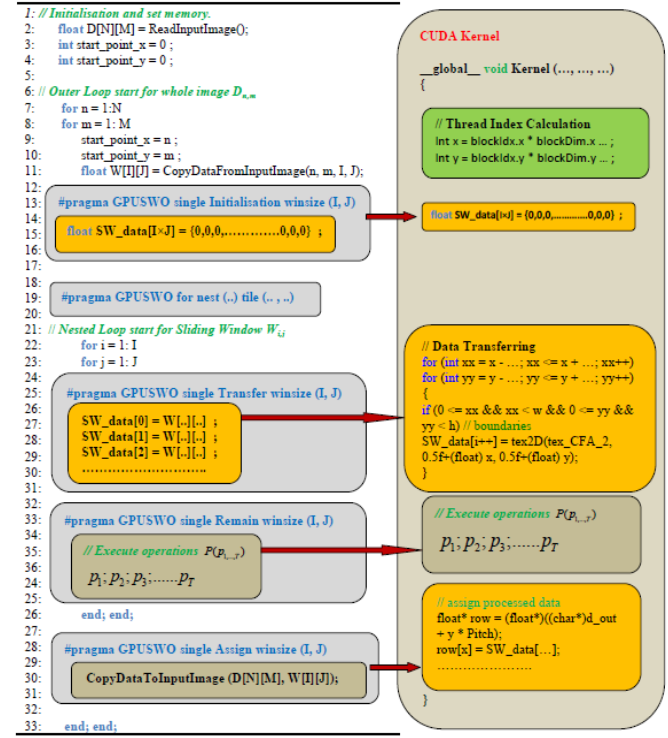 1: // Initialisation and set memory.
2: float D[N][M] = ReadInputImage();
3: int start_point_x = 0 ;
4: int start_point_y = 0 ;
5:
6: // Outer Loop start for whole image Dn,m
7: for n = 1:N
8: for m = 1: M
9: start_point_x = n ;
10: start_point_y = m ;
11: float W[I][J] = CopyDataFromInputImage(n, m, I, J);
12:
13: #pragma GPUSWO single Initialisation winsize (I, J)
14:
15: float SW_data[I×J] = {0,0,0,.............0,0,0} ;
16:
17:
18:
19: #pragma GPUSWO for nest (..) tile (.. , ..)
20:
21: // Nested Loop start for Sliding Window Wi,j
22: for i = 1: I
23: for j = 1: J
24:
25: #pragma GPUSWO single Transfer winsize (I, J)
26:
27: SW_data[0] = W[..][..] ;
28: SW_data[1] = W[..][..] ;
29: SW_data[2] = W[..][..] ;
30: ...............................
31:
32:
33: #pragma GPUSWO single Remain winsize (I, J)
34:
35: // Execute operations P(p1,..,T)
36:
24: p1; p2; p3;......pT
25:
26: end; end;
27:
28: #pragma GPUSWO single Assign winsize (I, J)
29:
30: CopyDataToInputImage (D[N][M], W[I][J]);
31:
32:
33: end; end;
CUDA Kernel
__global__ void Kernel (..., ..., ...)
{
// Thread Index Calculation
Int x = blockIdx.x * blockDim.x ... ;
Int y = blockIdx.y * blockDim.y ... ;
float SW_data[I×J] = {0,0,0,.............0,0,0} ;
// Data Transferring
for (int xx = x - ...; xx <= x + ...; xx++)
for (int yy = y - ...; yy <= y + ...; yy++)
{
if (0 <= xx && xx < w && 0 <= yy &&
yy < h) // boundaries
SW_data[i++] = tex2D(tex_CFA_2,
0.5f+(float) x, 0.5f+(float) y);
}
// Execute operations P(p1,..,T)
p1; p2; p3;......pT
// assign processed data
float* row = (float*)((char*)d_out
+ y * Pitch);
row[x] = SW_data[...];
........................
}